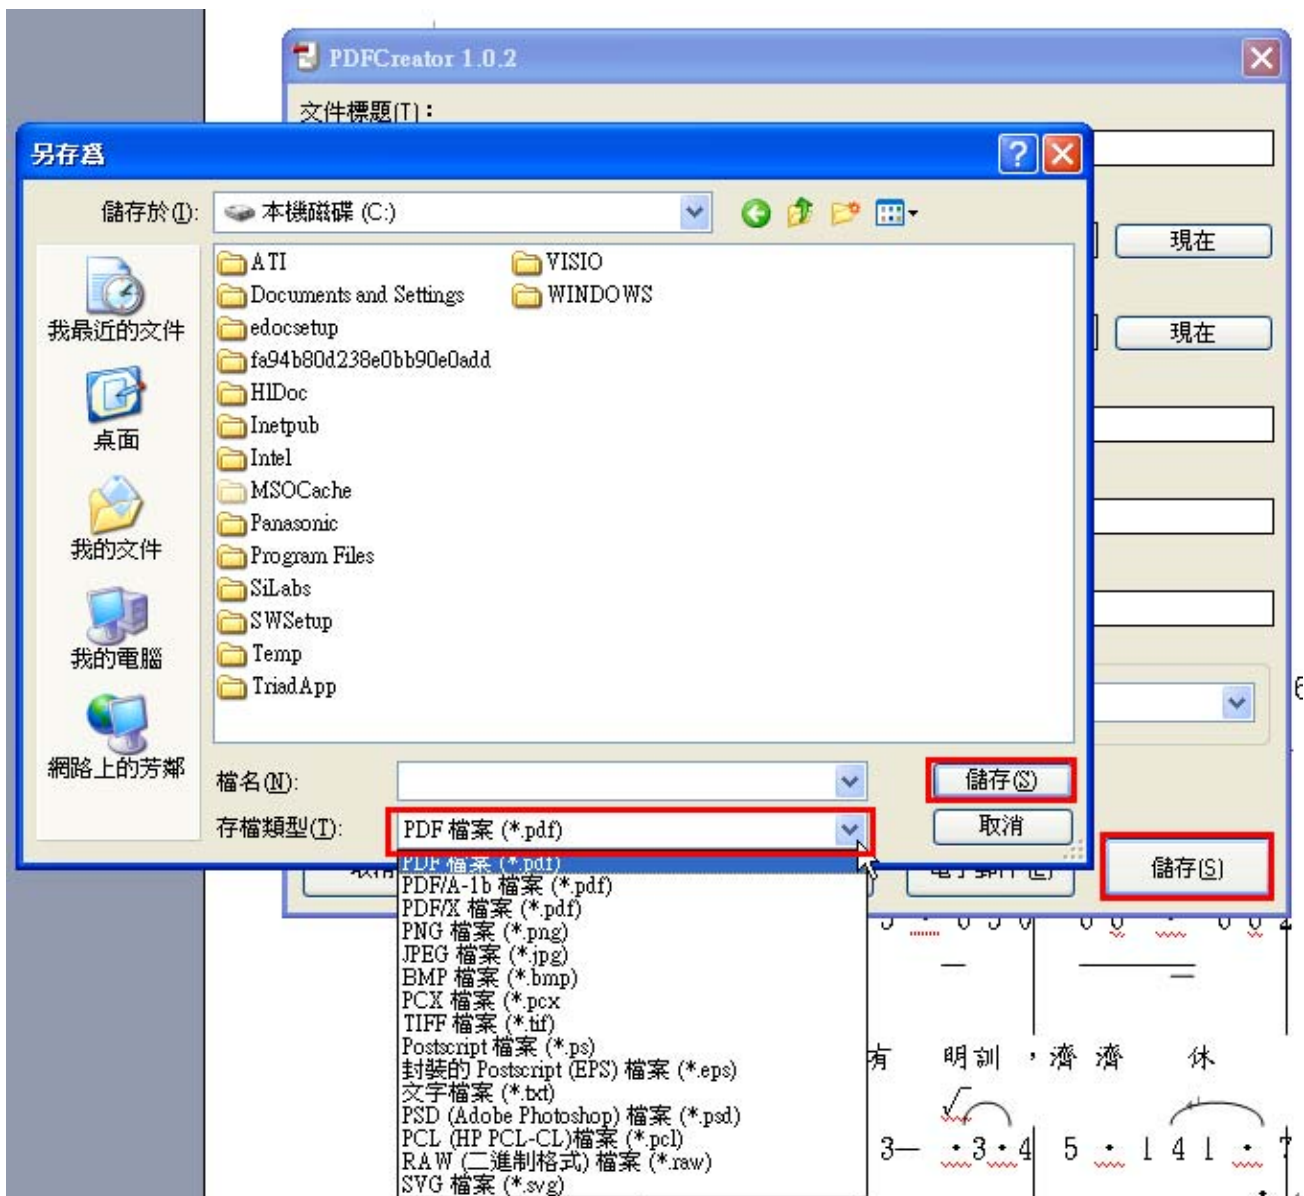 PDFCreator 1.0.2
文件標題(T)：
另存為
儲存於(I):
本機磁碟 (C:)
現在
現在
我最近的文件
桌面
我的文件
我的電腦
網路上的芳鄰
ATI
Documents and Settings
edocsetup
fa94b80d238e0bb90e0add
HlDoc
Inetpub
Intel
MSOCache
Panasonic
Program Files
SiLabs
SWSetup
Temp
TriadApp
VISIO
WINDOWS
檔名(N):
儲存(S)
存檔類型(T):
PDF 檔案 (*.pdf)
取消
儲存(S)
PDF 檔案 (*.pdf)
PDF/A-1b 檔案 (*.pdf)
PDF/X 檔案 (*.pdf)
PNG 檔案 (*.png)
JPEG 檔案 (*.jpg)
BMP 檔案 (*.bmp)
PCX 檔案 (*.pcx
TIFF 檔案 (*.tif)
Postscript 檔案 (*.ps)
封裝的 Postscript (EPS) 檔案 (*.eps)
文字檔案 (*.txt)
PSD (Adobe Photoshop) 檔案 (*.psd)
PCL (HP PCL-CL)檔案 (*.pcl)
RAW (二進制格式) 檔案 (*.raw)
SVG 檔案 (*.svg)
有 明訓，濟濟 休
3— ·3·4 5 · 1 4 1 · 7